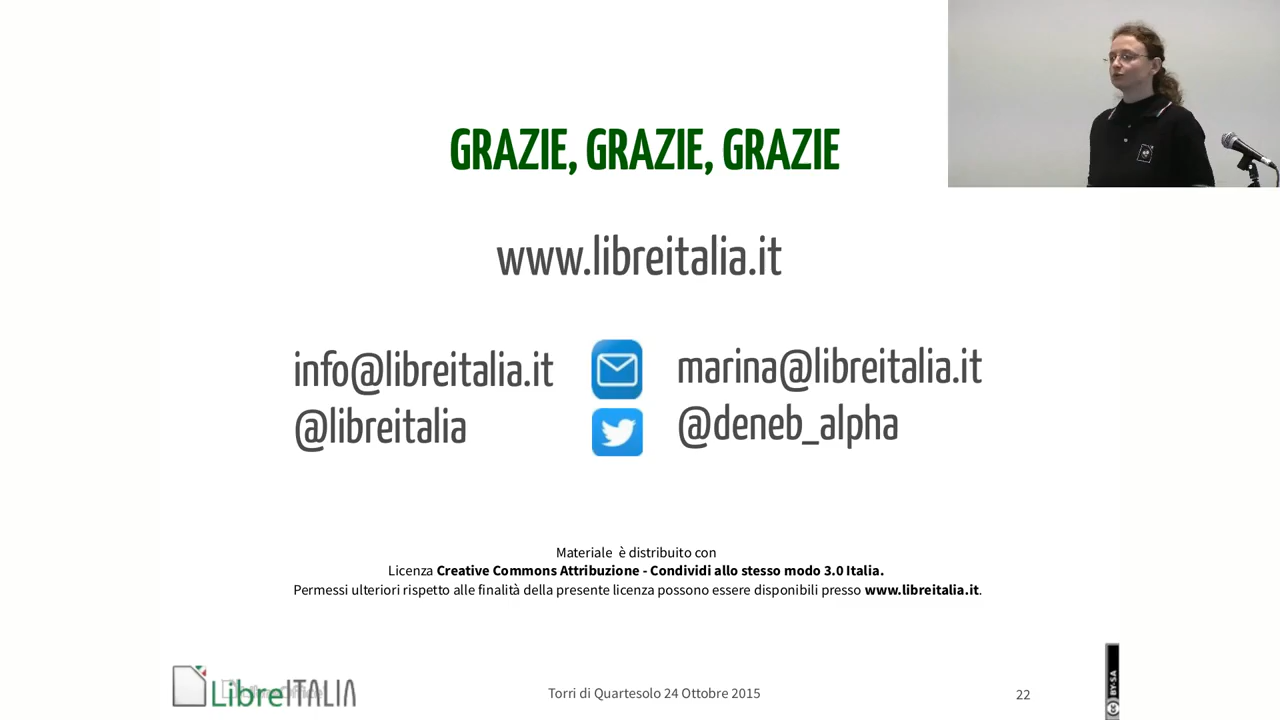 GRAZIE, GRAZIE, GRAZIE
www.libreitalia.it
info@libreitalia.it
@libreitalia
marina@libreitalia.it
@deneb_alpha
Materiale è distribuito con
Licenza Creative Commons Attribuzione - Condividi allo stesso modo 3.0 Italia.
Permessi ulteriori rispetto alle finalità della presente licenza possono essere disponibili presso www.libreitalia.it.
LibreITALIA
Torri di Quartesolo 24 Ottobre 2015
22
BY-SA